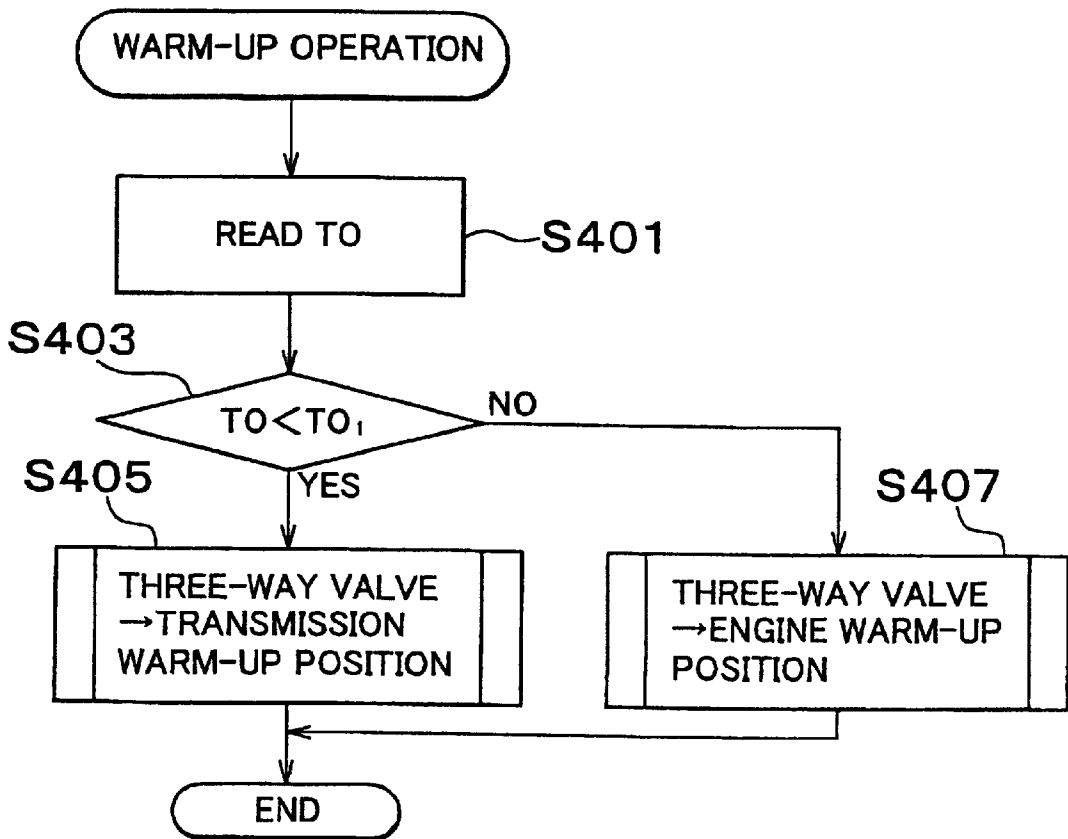 WARM-UP OPERATION
READ TO
S401
S403
TO<TO₁
NO
YES
S405
THREE-WAY VALVE
→TRANSMISSION
WARM-UP POSITION
S407
THREE-WAY VALVE
→ENGINE WARM-UP
POSITION
END